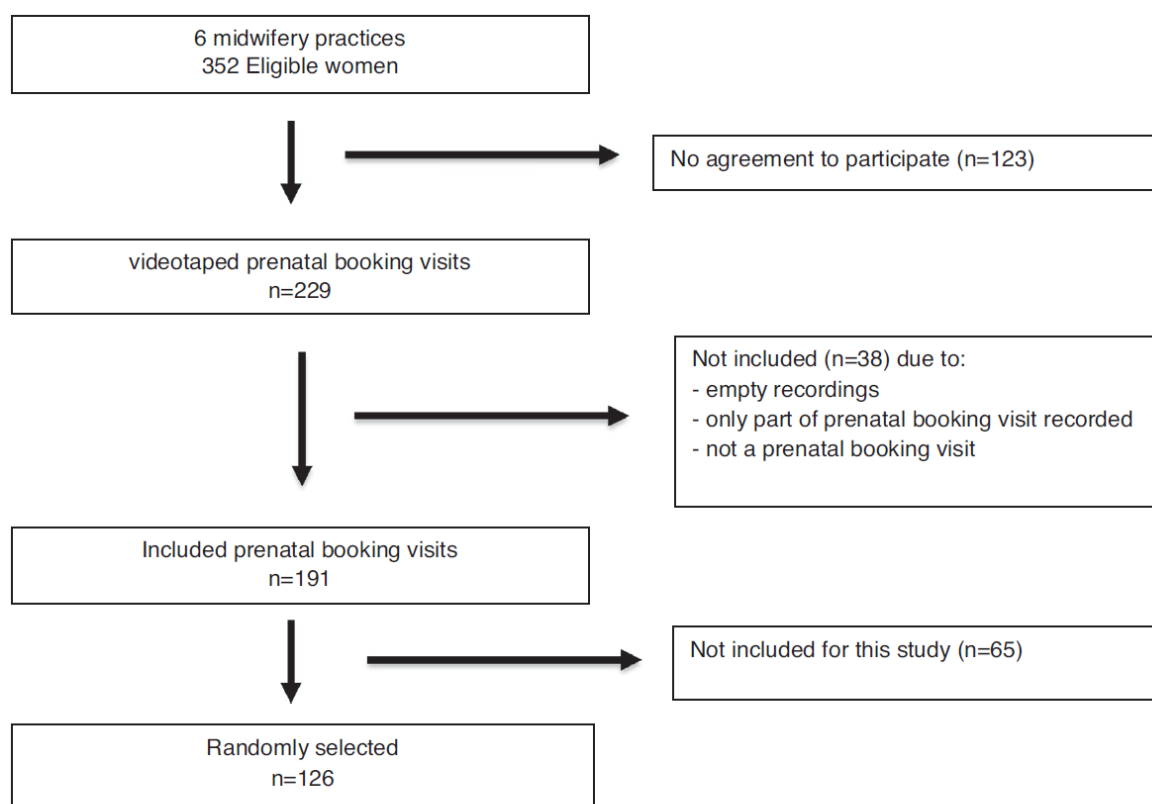 6 midwifery practices
352 Eligible women
No agreement to participate (n=123)
videotaped prenatal booking visits
n=229
Not included (n=38) due to:
- empty recordings
- only part of prenatal booking visit recorded
- not a prenatal booking visit
Included prenatal booking visits
n=191
Not included for this study (n=65)
Randomly selected
n=126